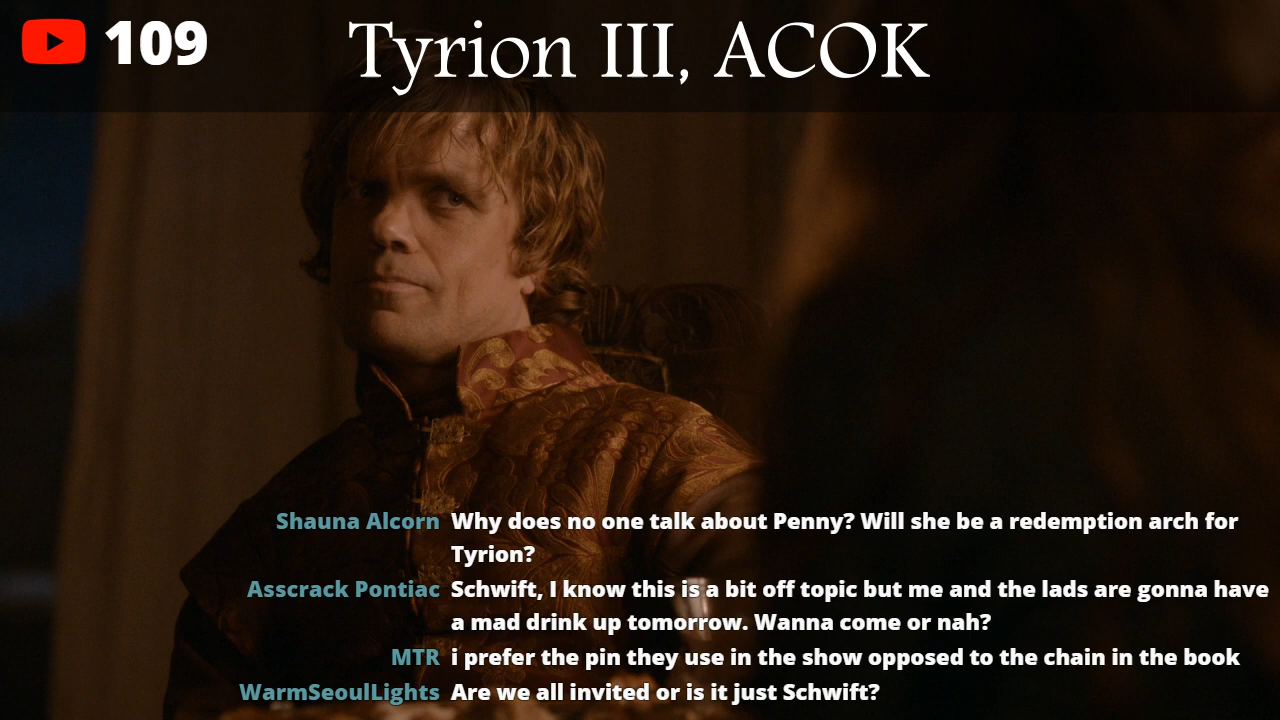 109
Tyrion III, ACOK
Shauna Alcorn Why does no one talk about Penny? Will she be a redemption arch for
Tyrion?
Asscrack Pontiac Schwift, I know this is a bit off topic but me and the lads are gonna have
a mad drink up tomorrow. Wanna come or nah?
MTR i prefer the pin they use in the show opposed to the chain in the book
WarmSeoulLights Are we all invited or is it just Schwift?